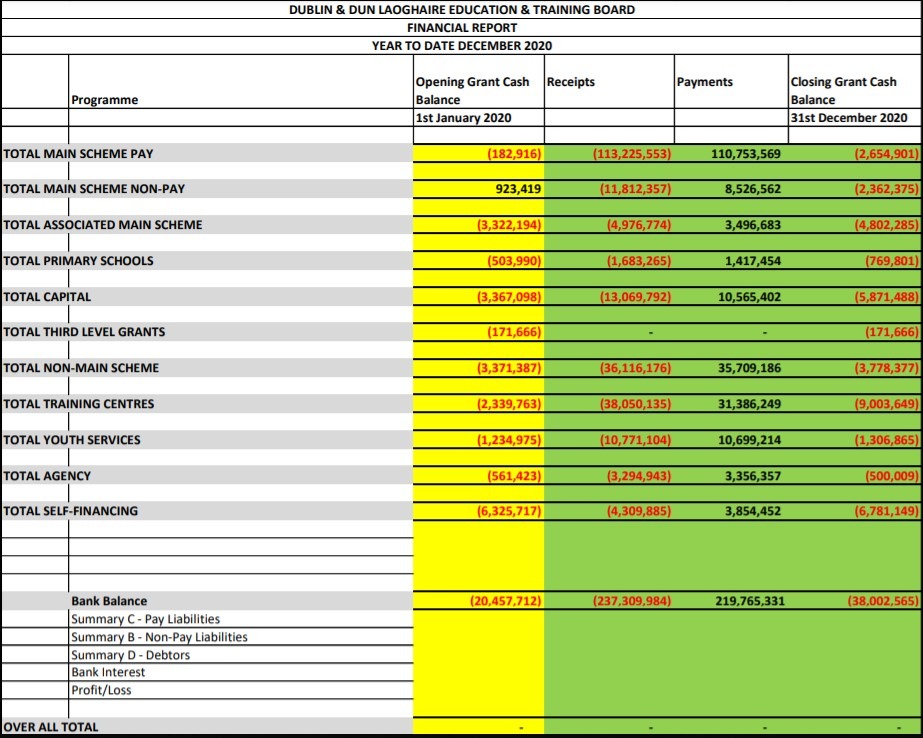 DUBLIN & DUN LAOGHAIRE EDUCATION & TRAINING BOARD
FINANCIAL REPORT
YEAR TO DATE DECEMBER 2020
Programme Opening Grant Cash Balance Receipts Payments Closing Grant Cash Balance
1st January 2020 31st December 2020
TOTAL MAIN SCHEME PAY (182,916) (113,225,553) 110,753,569 (2,654,901)
TOTAL MAIN SCHEME NON-PAY 923,419 (11,812,357) 8,526,562 (2,362,375)
TOTAL ASSOCIATED MAIN SCHEME (3,322,194) (4,976,774) 3,496,683 (4,802,285)
TOTAL PRIMARY SCHOOLS (503,990) (1,683,265) 1,417,454 (769,801)
TOTAL CAPITAL (3,367,098) (13,069,792) 10,565,402 (5,871,488)
TOTAL THIRD LEVEL GRANTS (171,666) - - (171,666)
TOTAL NON-MAIN SCHEME (3,371,387) (36,116,176) 35,709,186 (3,778,377)
TOTAL TRAINING CENTRES (2,339,763) (38,050,135) 31,386,249 (9,003,649)
TOTAL YOUTH SERVICES (1,234,975) (10,771,104) 10,699,214 (1,306,865)
TOTAL AGENCY (561,423) (3,294,943) 3,356,357 (500,009)
TOTAL SELF-FINANCING (6,325,717) (4,309,885) 3,854,452 (6,781,149)
Bank Balance (20,457,712) (237,309,984) 219,765,331 (38,002,565)
Summary C - Pay Liabilities
Summary B - Non-Pay Liabilities
Summary D - Debtors
Bank Interest
Profit/Loss
OVER ALL TOTAL - - - -